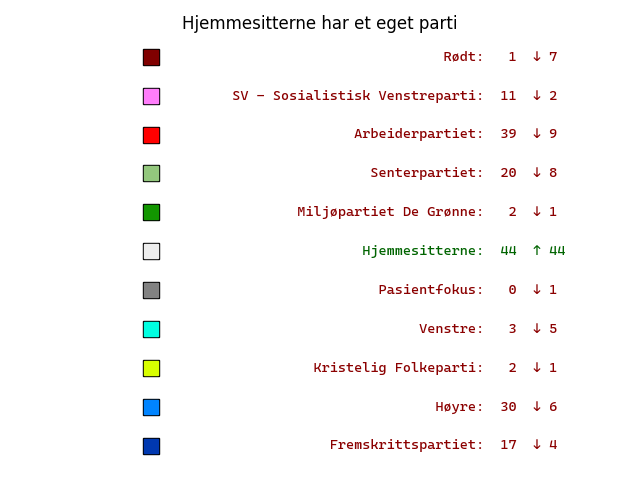 Hjemmesitterne har et eget parti
Rødt: 1 ↓ 7
SV – Sosialistisk Venstreparti: 11 ↓ 2
Arbeiderpartiet: 39 ↓ 9
Senterpartiet: 20 ↓ 8
Miljøpartiet De Grønne: 2 ↓ 1
Hjemmesitterne: 44 ↑ 44
Pasientfokus: 0 ↓ 1
Venstre: 3 ↓ 5
Kristelig Folkeparti: 2 ↓ 1
Høyre: 30 ↓ 6
Fremskrittspartiet: 17 ↓ 4